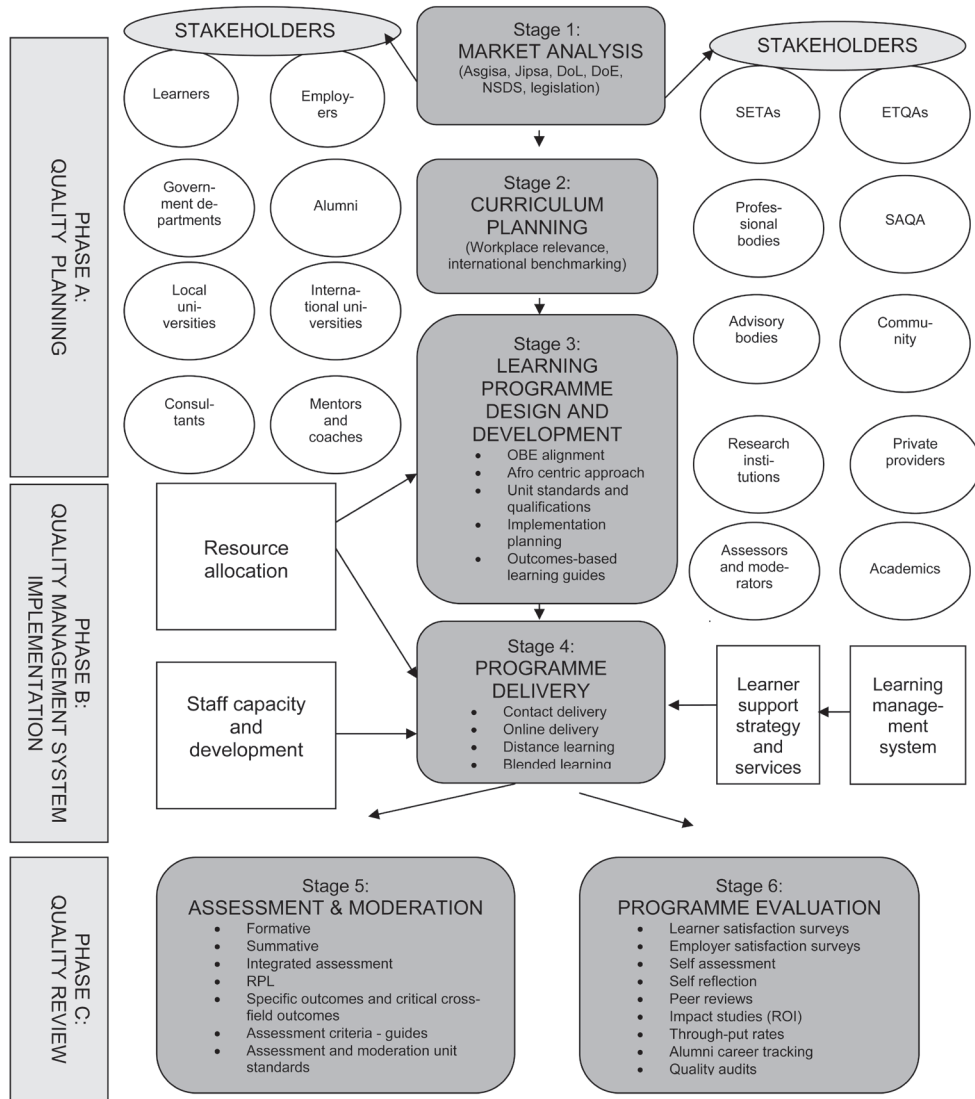 STAKEHOLDERS
Learners
Employ-
ers
Govern-
ment de-
partments
Alumni
Local
uni-
versities
Interna-
tional uni-
versities
Consul-
tants
Mentors
and
coaches
Stage 1:
MARKET ANALYSIS
(Asgisa, Jipsa, DoL, DoE,
NSDS, legislation)
Stage 2:
CURRICULUM
PLANNING
(Workplace relevance,
international benchmarking)
Stage 3:
LEARNING
PROGRAMME
DESIGN AND
DEVELOPMENT
• OBE alignment
• Afro centric approach
• Unit standards and
qualifications
• Implementation
planning
• Outcomes-based
learning guides
STAKEHOLDERS
SETAs
ETQAs
Profes-
sional
bodies
SAQA
Advisory
bodies
Commu-
nity
Research
insti-
tutions
Private
providers
Assessors
and mode-
rators
Academics
PHASE A:
QUALITY PLANNING
PHASE B:
QUALITY MANAGEMENT SYSTEM
IMPLEMENTATION
Resource
allocation
Staff capacity
and
development
Stage 4:
PROGRAMME
DELIVERY
• Contact delivery
• Online delivery
• Distance learning
• Blended learning
Learner
support
strategy
and
services
Learning
manage-
ment
system
PHASE C:
QUALITY REVIEW
Stage 5:
ASSESSMENT & MODERATION
• Formative
• Summative
• Integrated assessment
• RPL
• Specific outcomes and critical cross-
field outcomes
• Assessment criteria - guides
• Assessment and moderation unit
standards
Stage 6:
PROGRAMME EVALUATION
• Learner satisfaction surveys
• Employer satisfaction surveys
• Self assessment
• Self reflection
• Peer reviews
• Impact studies (ROI)
• Through-put rates
• Alumni career tracking
• Quality audits